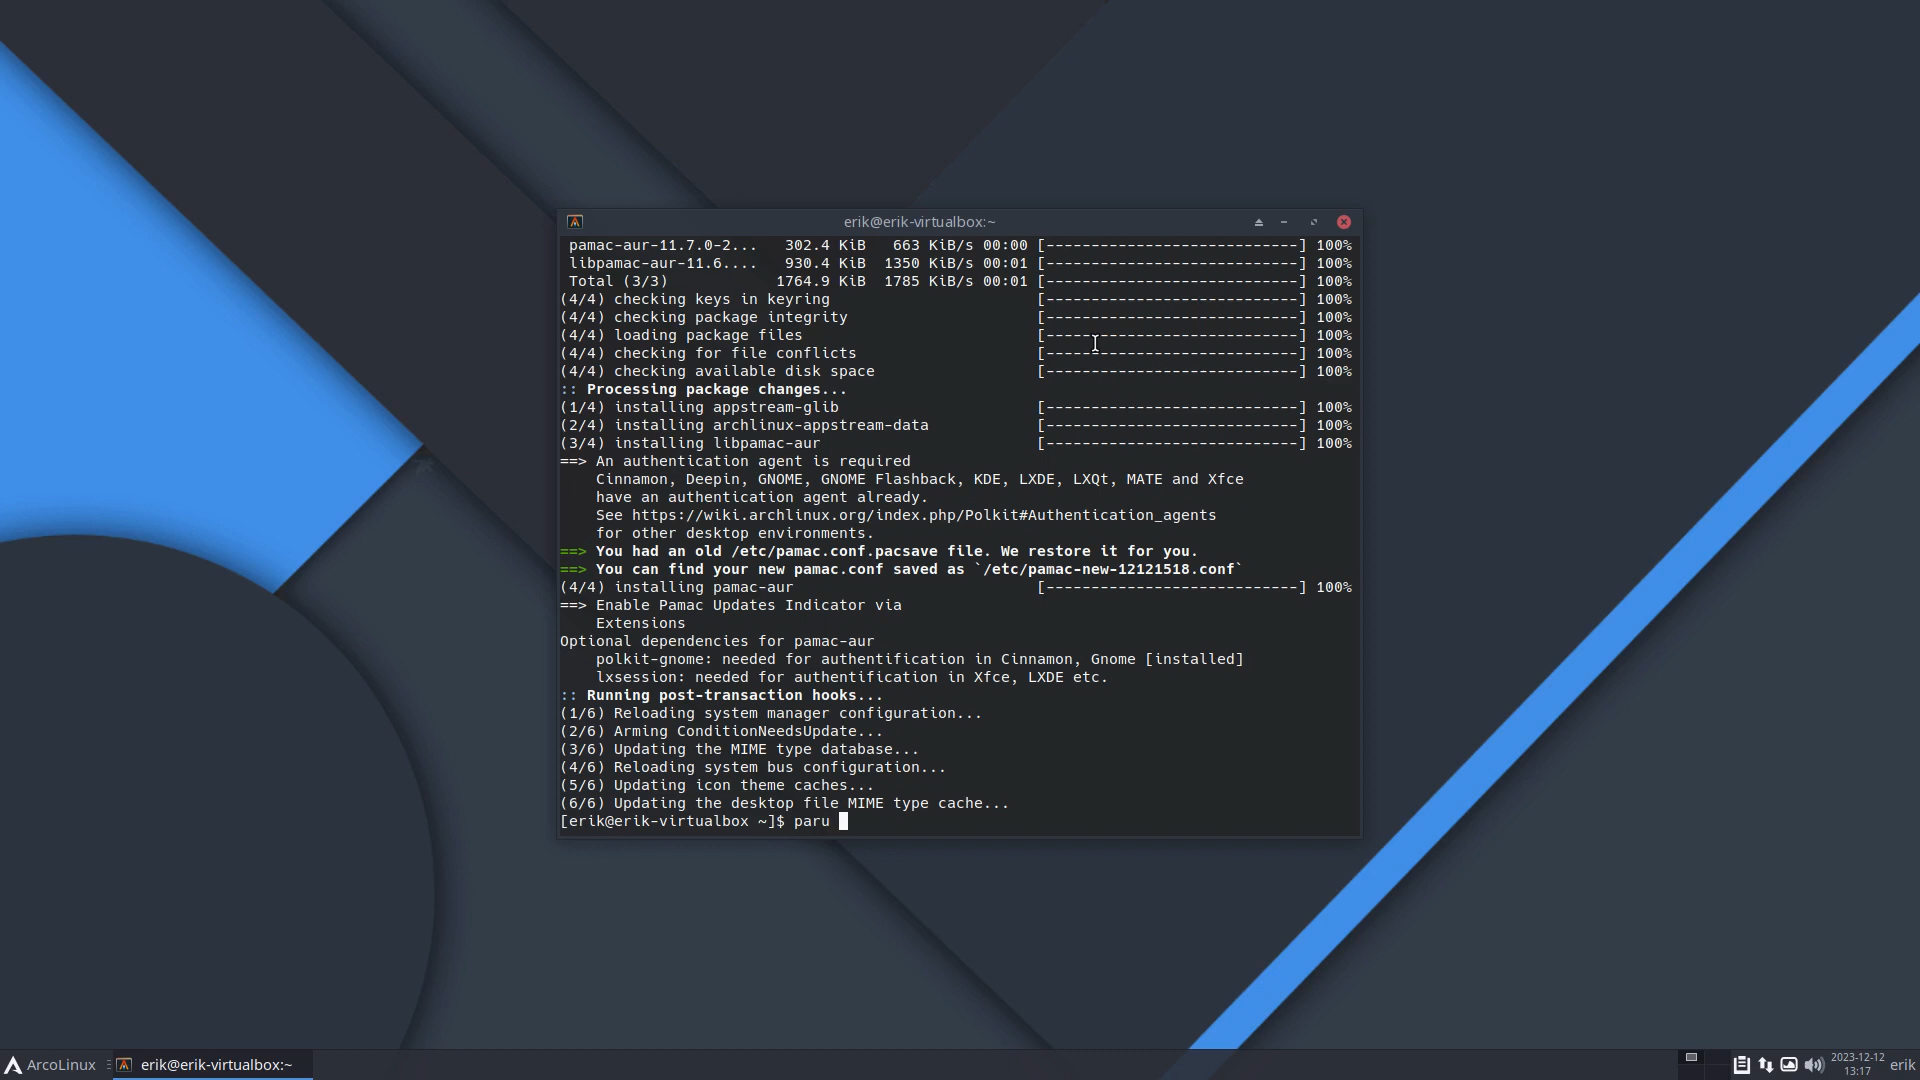 erik@erik-virtualbox:~
pamac-aur-11.7.0-2... 302.4 KiB 663 KiB/s 00:00 [----------------------------] 100%
libpamac-aur-11.6.... 930.4 KiB 1350 KiB/s 00:01 [----------------------------] 100%
Total (3/3) 1764.9 KiB 1785 KiB/s 00:01 [----------------------------] 100%
(4/4) checking keys in keyring [----------------------------] 100%
(4/4) checking package integrity [----------------------------] 100%
(4/4) loading package files [----------------------------] 100%
(4/4) checking for file conflicts [----------------------------] 100%
(4/4) checking available disk space [----------------------------] 100%
:: Processing package changes...
(1/4) installing appstream-glib [----------------------------] 100%
(2/4) installing archlinux-appstream-data [----------------------------] 100%
(3/4) installing libpamac-aur [----------------------------] 100%
==> An authentication agent is required
Cinnamon, Deepin, GNOME, GNOME Flashback, KDE, LXDE, LXQt, MATE and Xfce
have an authentication agent already.
See https://wiki.archlinux.org/index.php/Polkit#Authentication_agents
for other desktop environments.
==> You had an old /etc/pamac.conf.pacsave file. We restore it for you.
==> You can find your new pamac.conf saved as `/etc/pamac-new-12121518.conf`
(4/4) installing pamac-aur [----------------------------] 100%
==> Enable Pamac Updates Indicator via
Extensions
Optional dependencies for pamac-aur
polkit-gnome: needed for authentification in Cinnamon, Gnome [installed]
lxsession: needed for authentification in Xfce, LXDE etc.
:: Running post-transaction hooks...
(1/6) Reloading system manager configuration...
(2/6) Arming ConditionNeedsUpdate...
(3/6) Updating the MIME type database...
(4/6) Reloading system bus configuration...
(5/6) Updating icon theme caches...
(6/6) Updating the desktop file MIME type cache...
[erik@erik-virtualbox ~]$ paru
ArcoLinux
erik@erik-virtualbox:~
2023-12-12
13:17
erik